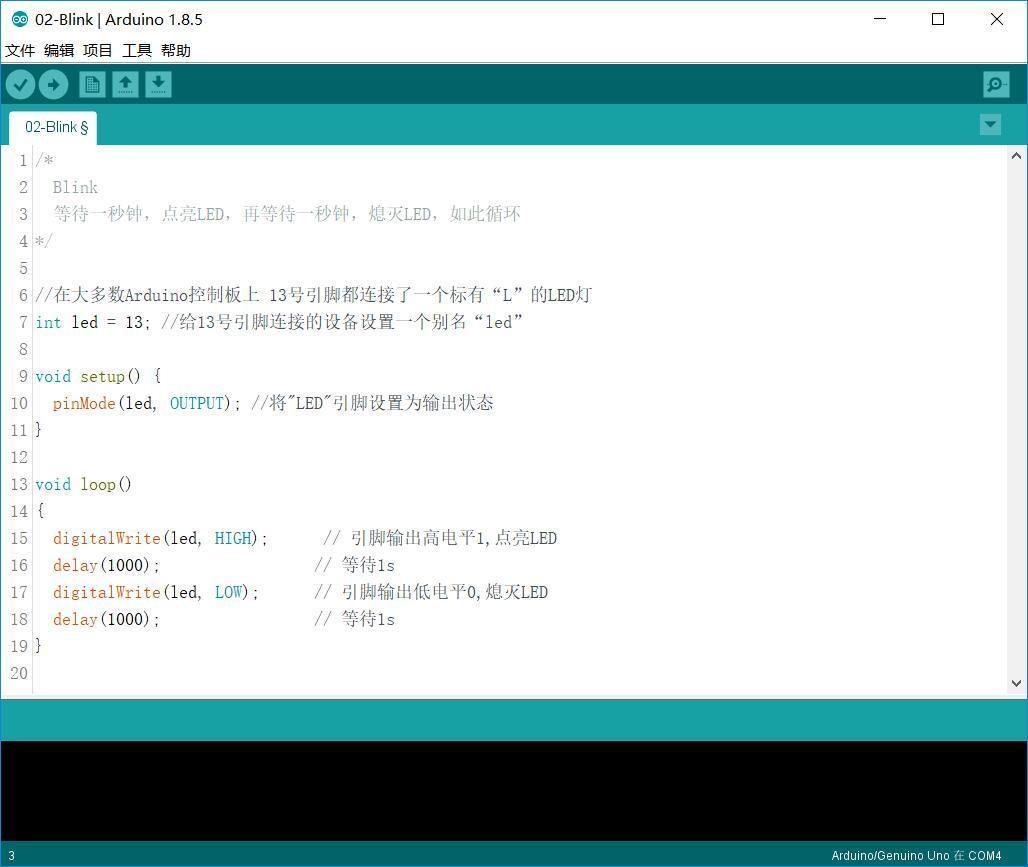 02-Blink | Arduino 1.8.5
文件 编辑 项目 工具 帮助
02-Blink §
1 /*
2   Blink
3   等待一秒钟，点亮LED，再等待一秒钟，熄灭LED，如此循环
4 */
5
6 //在大多数Arduino控制板上 13号引脚都连接了一个标有“L”的LED灯
7 int led = 13; //给13号引脚连接的设备设置一个别名“led”
8
9 void setup() {
10   pinMode(led, OUTPUT); //将"LED"引脚设置为输出状态
11 }
12
13 void loop()
14 {
15   digitalWrite(led, HIGH);      // 引脚输出高电平1,点亮LED
16   delay(1000);                 // 等待1s
17   digitalWrite(led, LOW);      // 引脚输出低电平0,熄灭LED
18   delay(1000);                 // 等待1s
19 }
20
3 Arduino/Genuino Uno 在 COM4